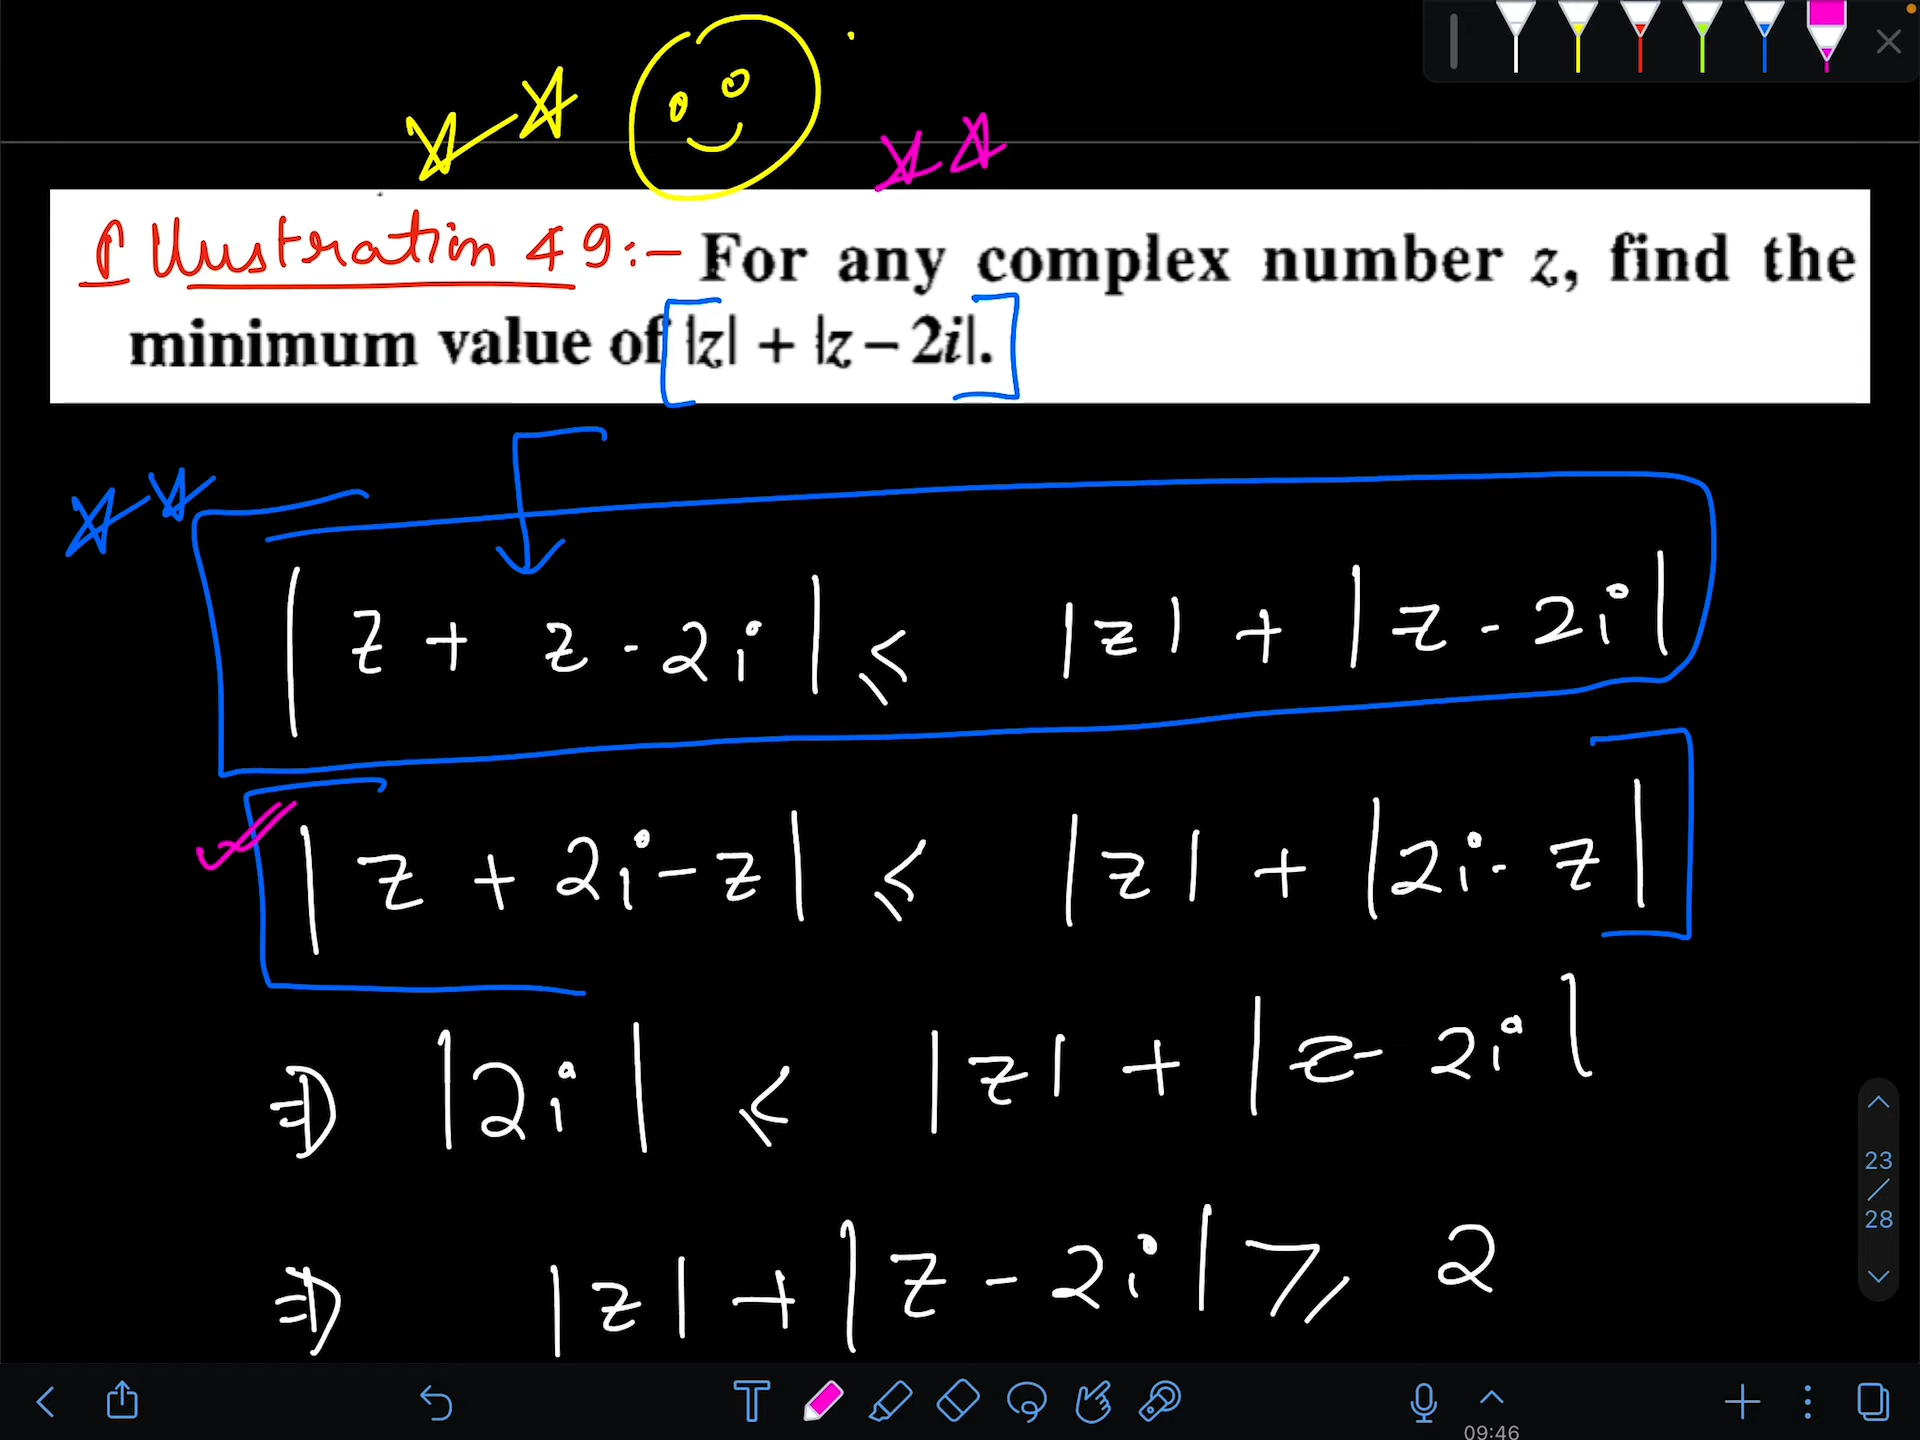 Illustration 49:- For any complex number z, find the
minimum value of |z| + |z – 2i|.
| z + z - 2i | ≤ |z| + | z - 2i |
| z + 2i - z | ≤ |z| + | 2i - z |
⇒ | 2i | ≤ |z| + | z - 2i |
⇒ |z| + | z - 2i | ≥ 2
23
/
28
T
09:46